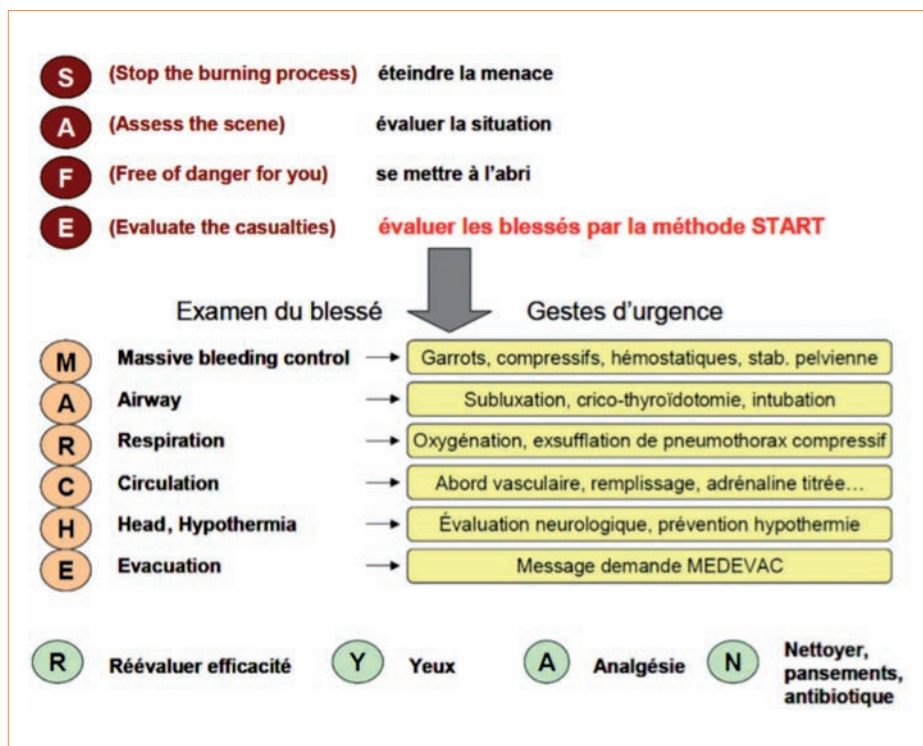 S (Stop the burning process) éteindre la menace
A (Assess the scene) évaluer la situation
F (Free of danger for you) se mettre à l'abri
E (Evaluate the casualties) évaluer les blessés par la méthode START
Examen du blessé Gestes d'urgence
M Massive bleeding control Garrots, compressifs, hémostatiques, stab. pelvienne
A Airway Subluxation, crico-thyroïdotomie, intubation
R Respiration Oxygénation, exsufflation de pneumothorax compressif
C Circulation Abord vasculaire, remplissage, adrénaline titrée...
H Head, Hypothermia Évaluation neurologique, prévention hypothermie
E Evacuation Message demande MEDEVAC
R Réévaluer efficacité Y Yeux A Analgésie N Nettoyer,
pansements,
antibiotique